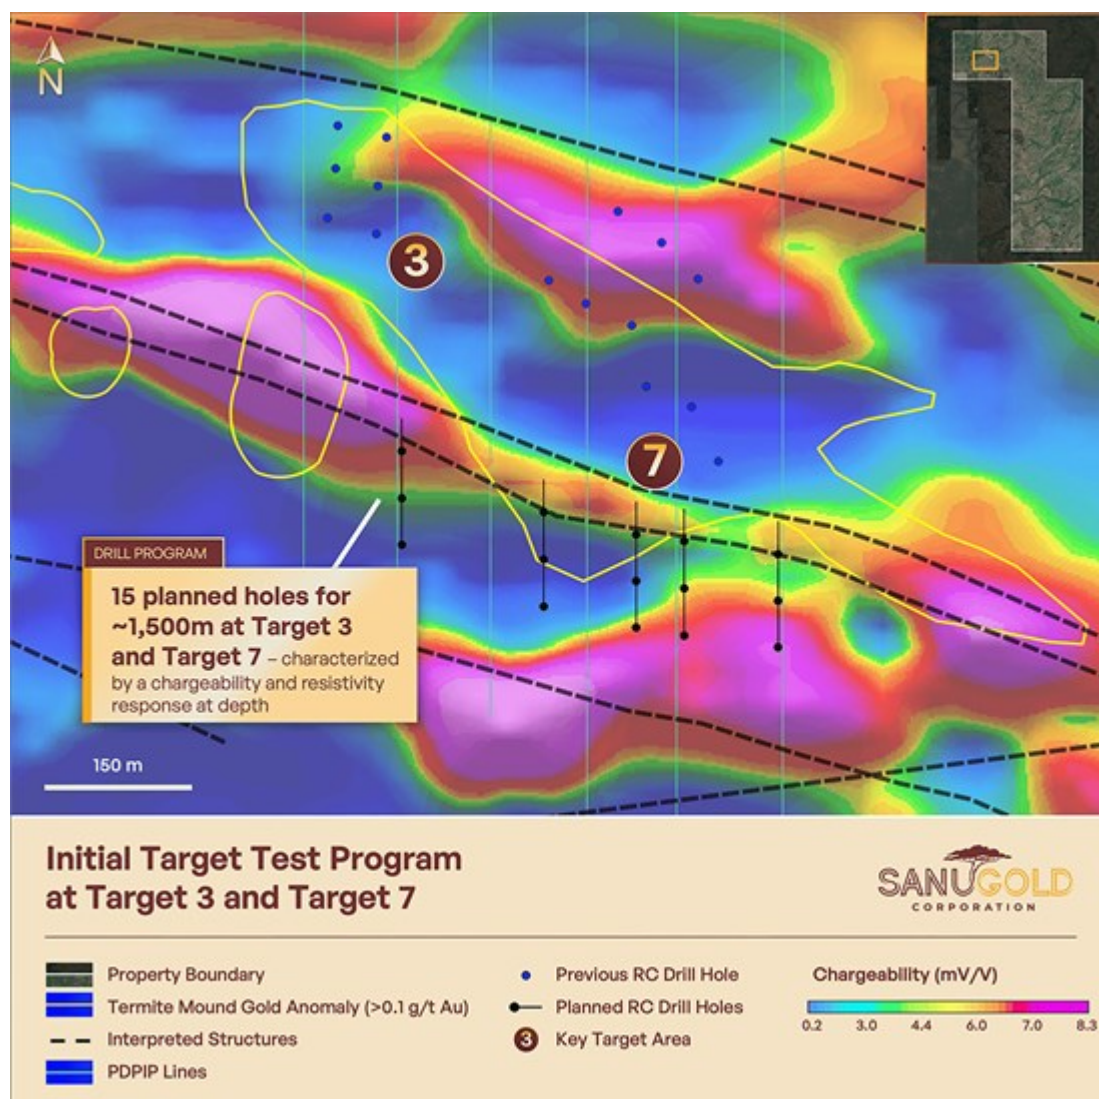 N
3
7
DRILL PROGRAM
15 planned holes for
~1,500m at Target 3
and Target 7 – characterized
by a chargeability and resistivity
response at depth
150 m
Initial Target Test Program
at Target 3 and Target 7
SANUGOLD
CORPORATION
Property Boundary
Termite Mound Gold Anomaly (>0.1 g/t Au)
Interpreted Structures
PDPIP Lines
Previous RC Drill Hole
Planned RC Drill Holes
3 Key Target Area
Chargeability (mV/V)
0.2 3.0 4.4 6.0 7.0 8.3